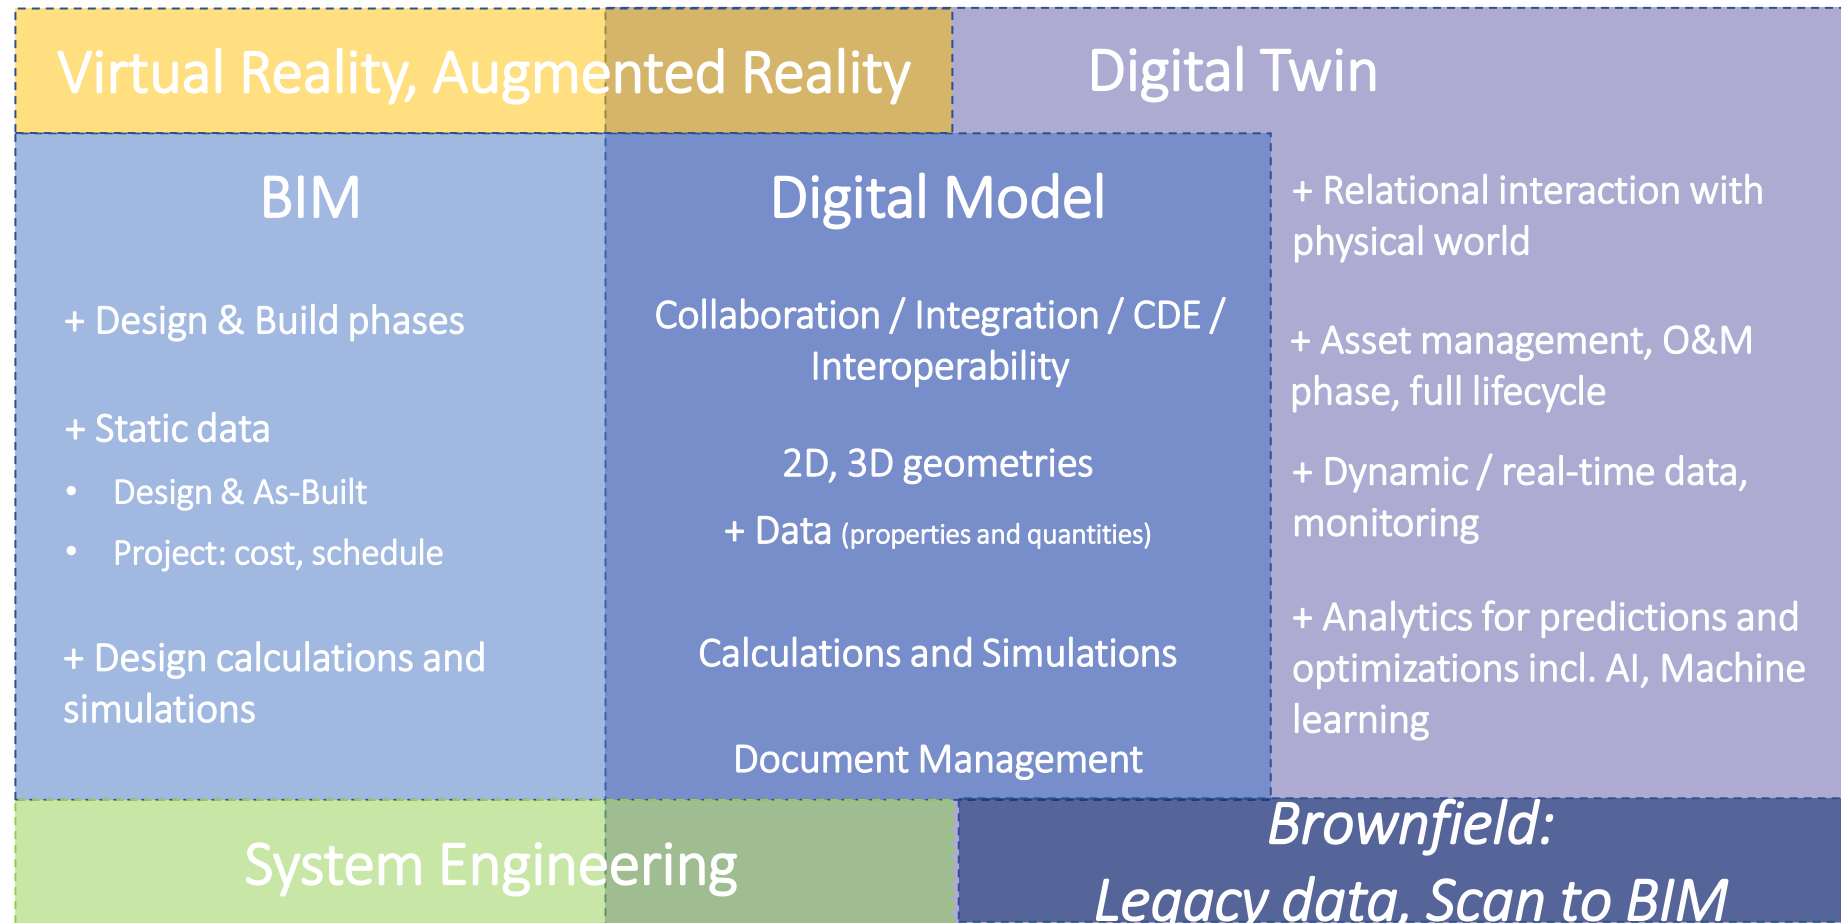 Virtual Reality, Augmented Reality
Digital Twin
BIM
+ Design & Build phases
+ Static data
• Design & As-Built
• Project: cost, schedule
+ Design calculations and
simulations
Digital Model
Collaboration / Integration / CDE /
Interoperability
2D, 3D geometries
+ Data (properties and quantities)
Calculations and Simulations
Document Management
+ Relational interaction with
physical world
+ Asset management, O&M
phase, full lifecycle
+ Dynamic / real-time data,
monitoring
+ Analytics for predictions and
optimizations incl. AI, Machine
learning
System Engineering
Brownfield:
Legacy data, Scan to BIM